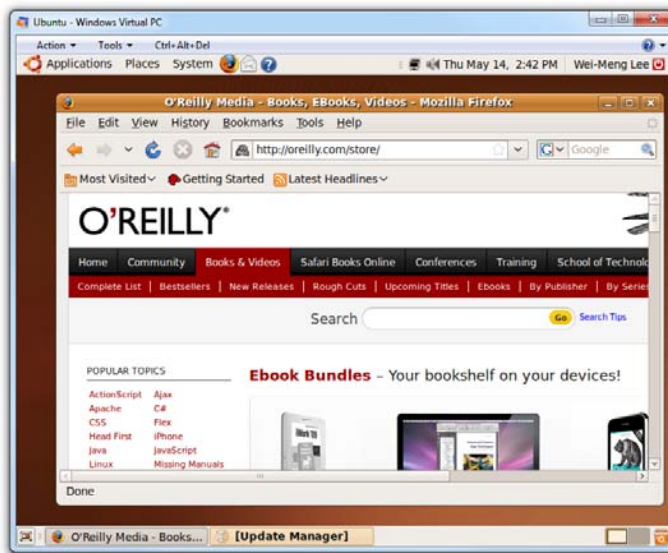 Ubuntu - Windows Virtual PC
Action Tools Ctrl+Alt+Del
Applications Places System Thu May 14, 2:42 PM Wei-Meng Lee
O'Reilly Media - Books, EBooks, Videos - Mozilla Firefox
File Edit View History Bookmarks Tools Help
http://oreilly.com/store/ Google
Most Visited Getting Started Latest Headlines
O'REILLY®
Home Community Books & Videos Safari Books Online Conferences Training School of Technolo
Complete List | Bestsellers | New Releases | Rough Cuts | Upcoming Titles | Ebooks | By Publisher | By Series
Search Go Search Tips
POPULAR TOPICS
Ebook Bundles – Your bookshelf on your devices!
ActionScript Ajax
Apache C#
CSS Flex
Head First iPhone
Java JavaScript
Linux Missing Manuals
Done
O'Reilly Media - Books... [Update Manager]